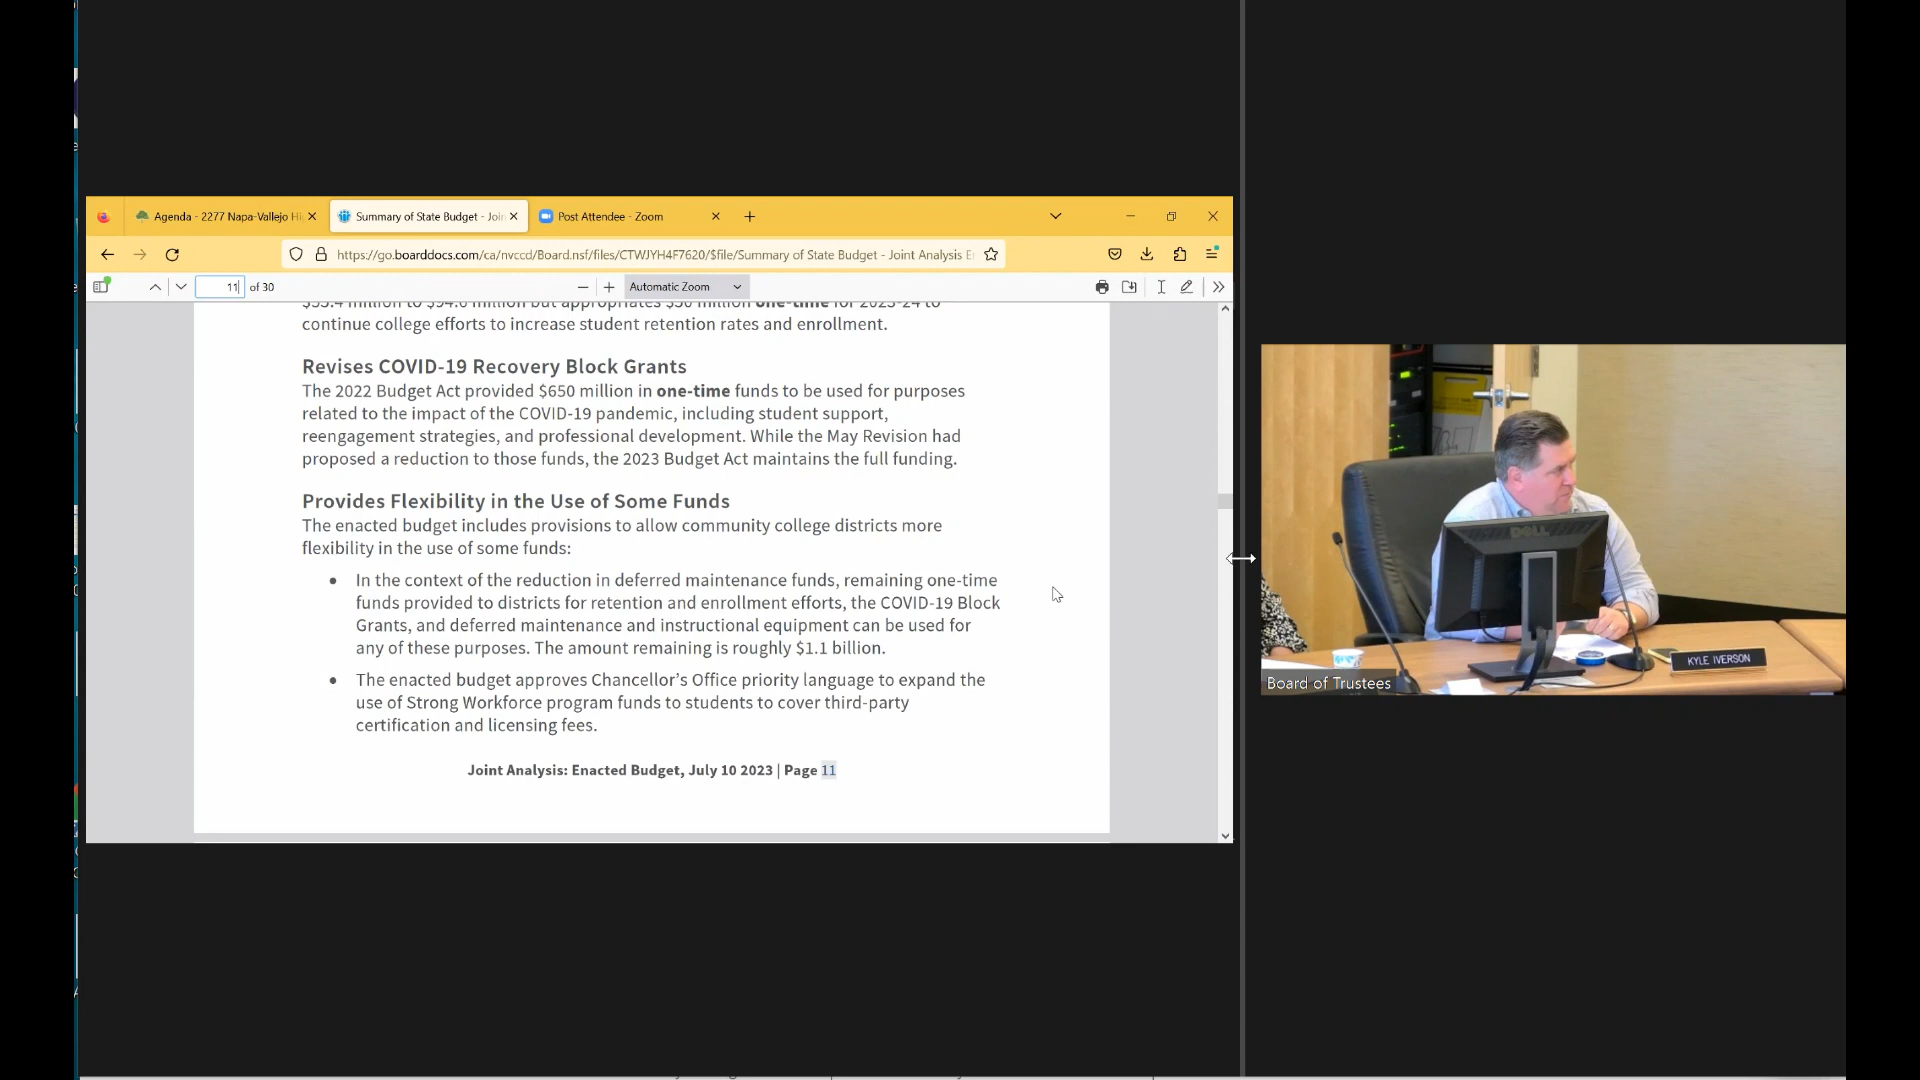 Agenda - 2277 Napa-Vallejo Hi
Summary of State Budget - Join
Post Attendee - Zoom
https://go.boarddocs.com/ca/nvccd/Board.nsf/files/CTWJYH4F7620/$file/Summary of State Budget - Joint Analysis E
11 of 30
Automatic Zoom
continue college efforts to increase student retention rates and enrollment.
Revises COVID-19 Recovery Block Grants
The 2022 Budget Act provided $650 million in one-time funds to be used for purposes
related to the impact of the COVID-19 pandemic, including student support,
reengagement strategies, and professional development. While the May Revision had
proposed a reduction to those funds, the 2023 Budget Act maintains the full funding.
Provides Flexibility in the Use of Some Funds
The enacted budget includes provisions to allow community college districts more
flexibility in the use of some funds:
• In the context of the reduction in deferred maintenance funds, remaining one-time
funds provided to districts for retention and enrollment efforts, the COVID-19 Block
Grants, and deferred maintenance and instructional equipment can be used for
any of these purposes. The amount remaining is roughly $1.1 billion.
• The enacted budget approves Chancellor's Office priority language to expand the
use of Strong Workforce program funds to students to cover third-party
certification and licensing fees.
Joint Analysis: Enacted Budget, July 10 2023 | Page 11
DELL
KYLE IVERSON
Board of Trustees